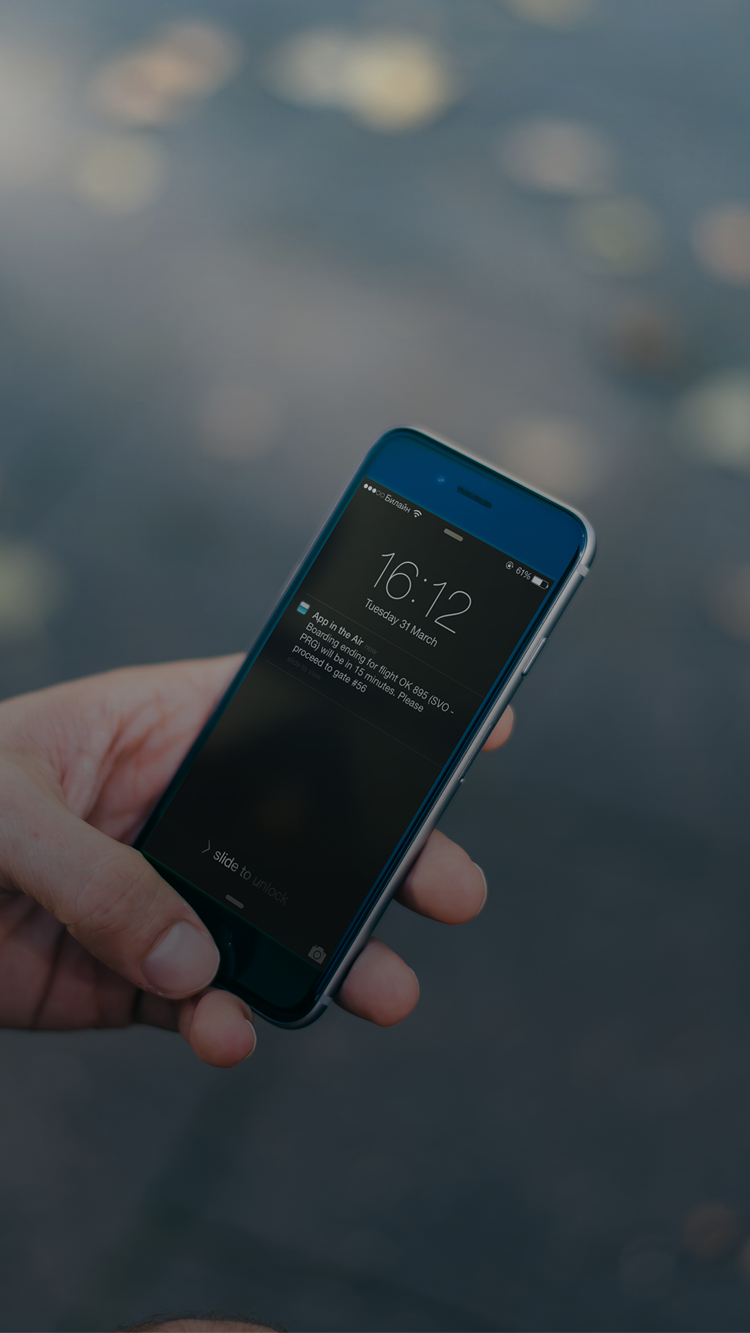 Билайн
61%
16:12
Tuesday 31 March
App in the Air now
Boarding ending for flight OK 895 (SVO -
PRG) will be in 15 minutes. Please
proceed to gate #56
slide to unlock